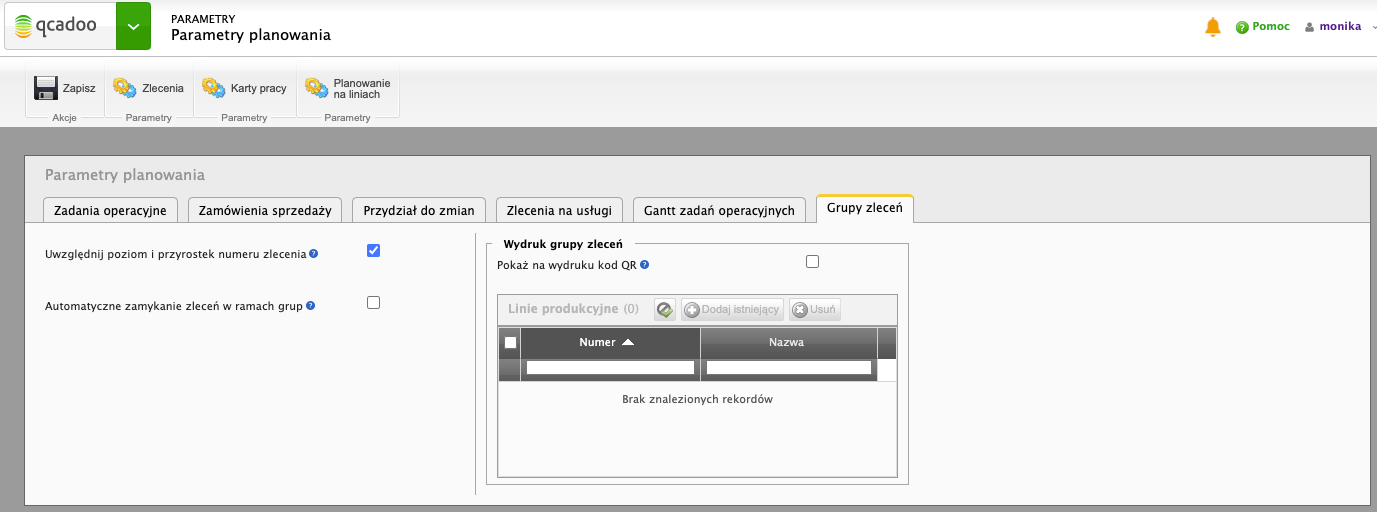 qcadoo
PARAMETRY
Parametry planowania
Pomoc
monika
Zapisz
Zlecenia
Karty pracy
Planowanie
na liniach
Akcje
Parametry
Parametry
Parametry
Parametry planowania
Zadania operacyjne
Zamówienia sprzedaży
Przydział do zmian
Zlecenia na usługi
Gantt zadań operacyjnych
Grupy zleceń
Uwzględnij poziom i przyrostek numeru zlecenia
Automatyczne zamykanie zleceń w ramach grup
Wydruk grupy zleceń
Pokaż na wydruku kod QR
Linie produkcyjne (0)
Dodaj istniejący
Usuń
Numer
Nazwa
Brak znalezionych rekordów